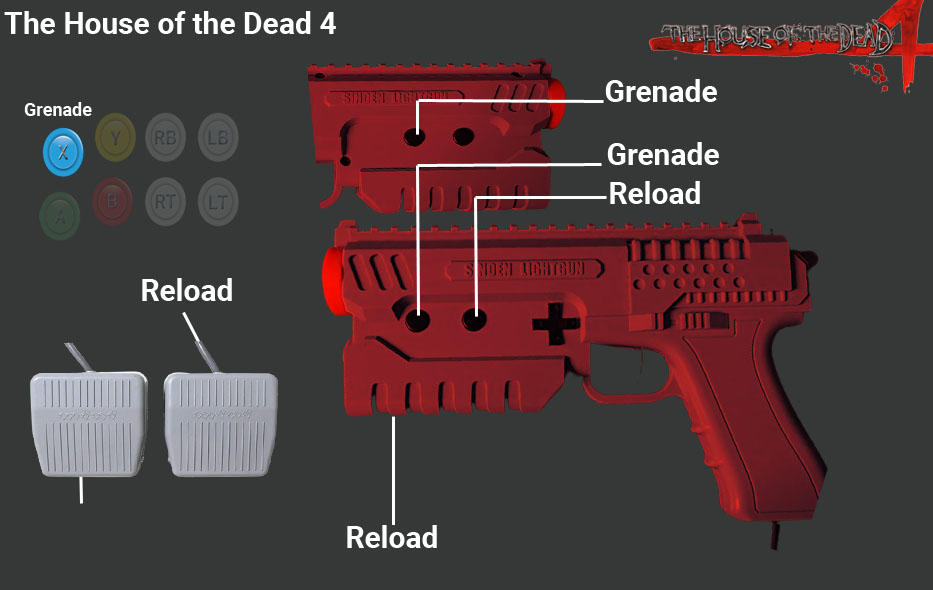 The House of the Dead 4
THE HOUSE OF THE DEAD 4
Grenade
X
Y
RB
LB
A
B
RT
LT
SINDEN LIGHTGUN
Grenade
Grenade
Reload
SINDEN LIGHTGUN
Reload
Reload